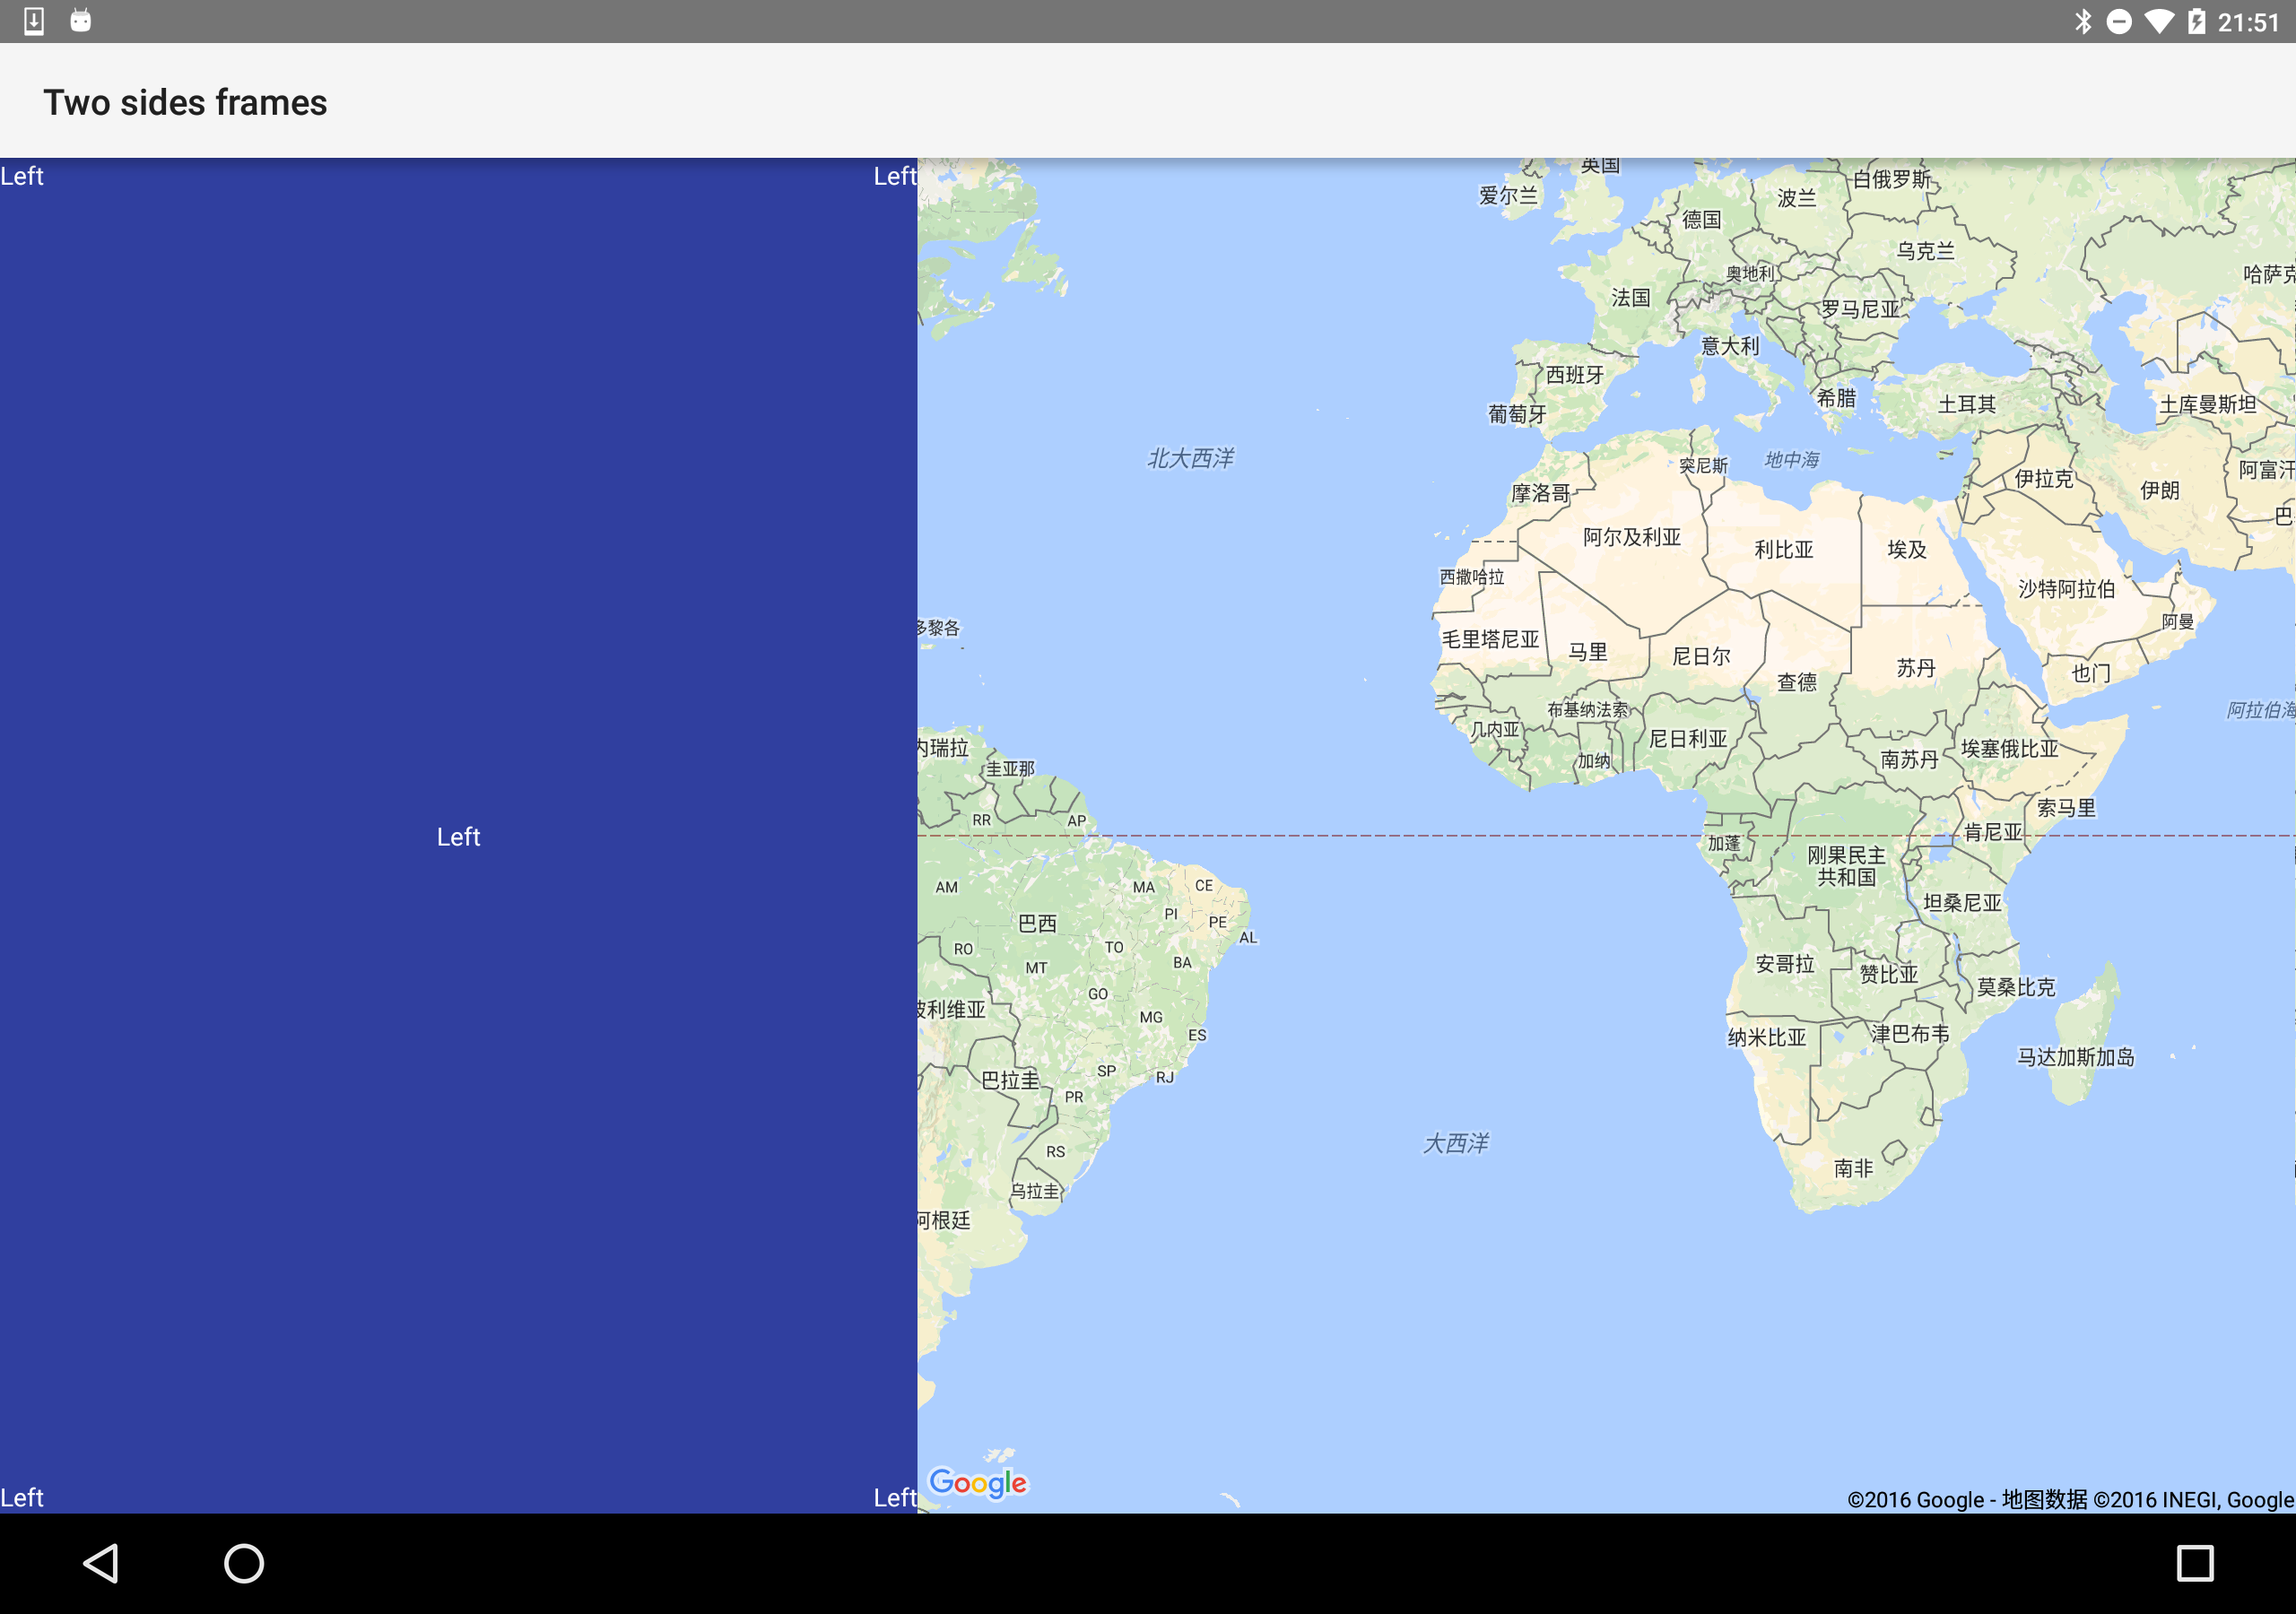 21:51
Two sides frames
Left
Left
Left
Left
Left
英国
爱尔兰
白俄罗斯
波兰
德国
乌克兰
奥地利
哈萨克
法国
罗马尼亚
意大利
西班牙
希腊
土耳其
土库曼斯坦
葡萄牙
北大西洋
突尼斯
地中海
伊拉克
阿富汗
伊朗
摩洛哥
巴
阿尔及利亚
利比亚
埃及
西撒哈拉
沙特阿拉伯
阿曼
多黎各
毛里塔尼亚
马里
尼日尔
苏丹
也门
查德
布基纳法索
阿拉伯海
几内亚
尼日利亚
内瑞拉
埃塞俄比亚
加纳
南苏丹
圭亚那
索马里
RR
AP
肯尼亚
加蓬
刚果民主
共和国
AM
MA
CE
坦桑尼亚
PI
PE
巴西
AL
RO
TO
BA
MT
安哥拉
赞比亚
GO
莫桑比克
玻利维亚
MG
ES
纳米比亚
津巴布韦
马达加斯加岛
SP
RJ
巴拉圭
PR
大西洋
RS
南非
乌拉圭
阿根廷
Google
©2016 Google - 地图数据 ©2016 INEGI, Google